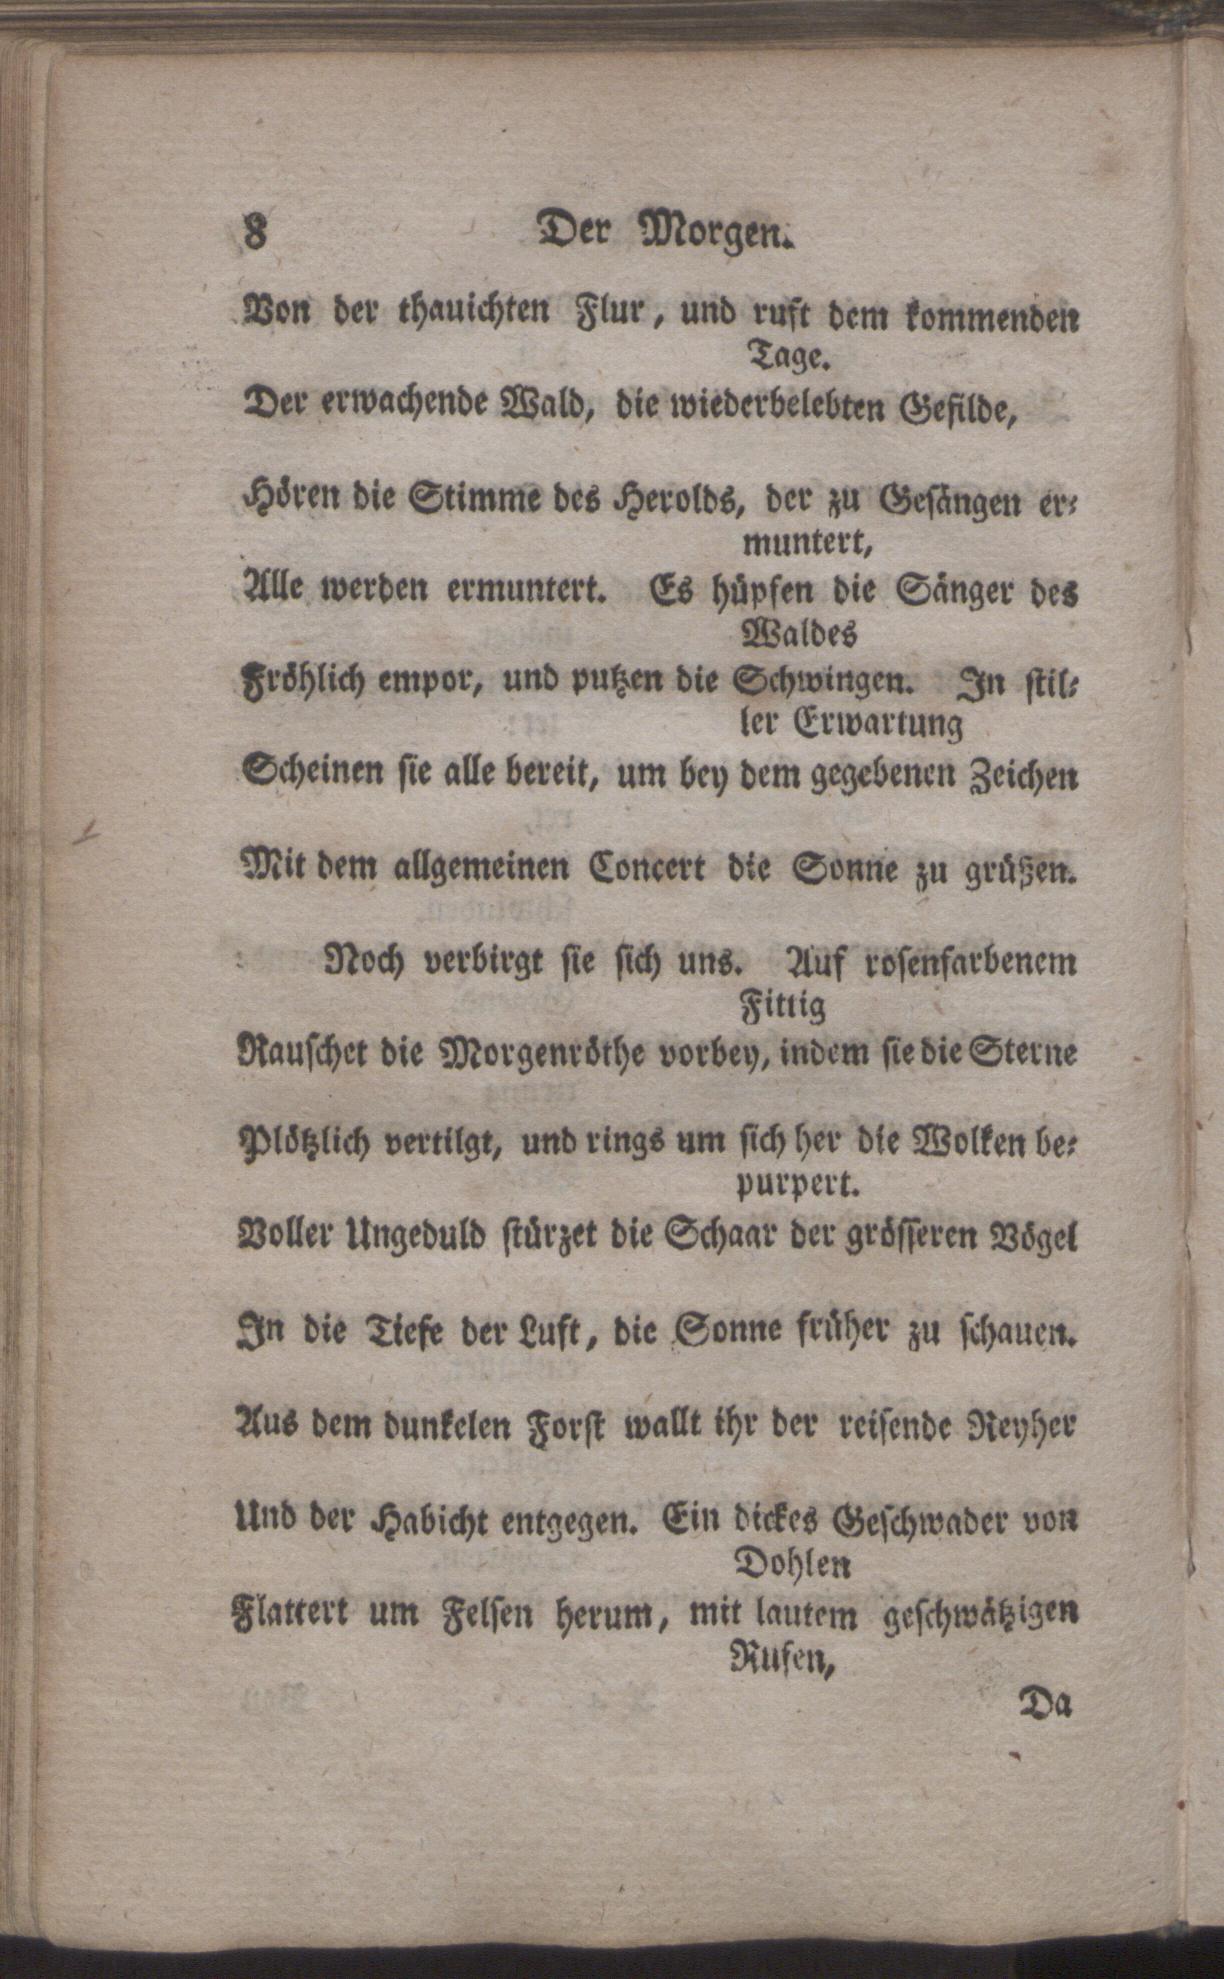 8 Der Morgen.
Von der thauichten Flur, und ruft dem kommenden
Tage.
Der erwachende Wald, die wiederbelebten Gefilde,
Hören die Stimme des Herolds, der zu Gesängen er-
muntert,
Alle werden ermuntert. Es hüpfen die Sänger des
Waldes
Fröhlich empor, und putzen die Schwingen. In stil-
ler Erwartung
Scheinen sie alle bereit, um bey dem gegebenen Zeichen
Mit dem allgemeinen Concert die Sonne zu grüßen.
Noch verbirgt sie sich uns. Auf rosenfarbenem
Fittig
Rauschet die Morgenröthe vorbey, indem sie die Sterne
Plötzlich vertilgt, und rings um sich her die Wolken be-
purpert.
Voller Ungeduld stürzet die Schaar der grösseren Vögel
In die Tiefe der Luft, die Sonne früher zu schauen.
Aus dem dunkelen Forst wallt ihr der reisende Reyher
Und der Habicht entgegen. Ein dickes Geschwader von
Dohlen
Flattert um Felsen herum, mit lautem geschwätzigen
Rufen,
Da